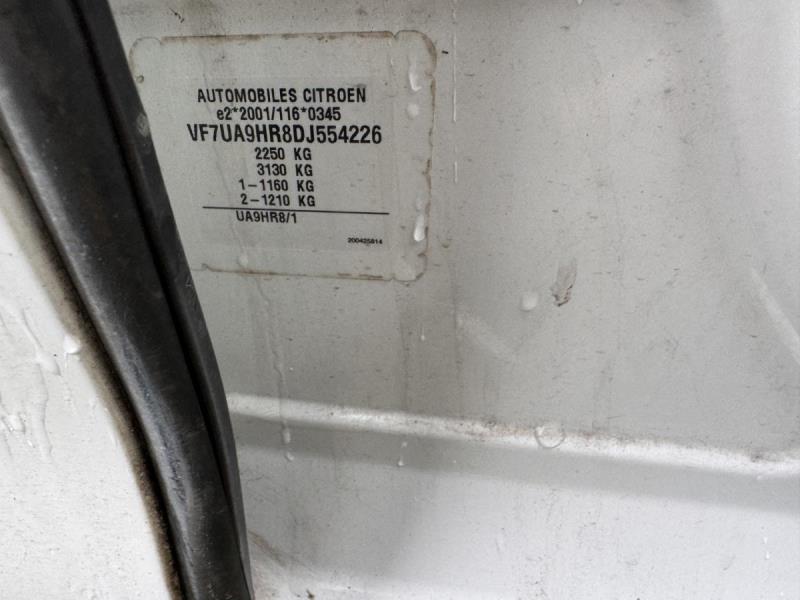 AUTOMOBILES CITROEN
e2*2001/116*0345
VF7UA9HR8DJ554226
2250 KG
3130 KG
1-1160 KG
2-1210 KG
UA9HR8/1
200425814